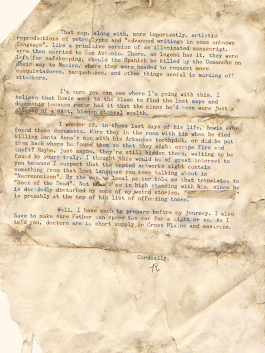 That map, along with, more importantly, artistic
reproductions of petroglyphs and "advanced writings in some unknown
language", like a primitive version of an illuminated manuscript,
were then carried to San Antonio. There, as legend has it, they were
left for safekeeping, should the Spanish be killed by the Comanche on
their way to Mexico, where they were headed to request more
conquistadores, harquebuses, and other things useful in warding off
attackers.
I'm sure you can see where I'm going with this. I
believe that Bowie went to the Alamo to find the lost maps and
documents because rumor had it that the mine he'd seen were just a
of a vast, hidden mineral wealth.
I wonder if, in those last days of his life, Bowie ever
found these documents. Were they in the room with him when he died
killing Santa Anna's men with his Arkansas toothpick, or did he put
them back where he found them so that they might escape fire and
theft? Maybe, just maybe, they're still hidden there, waiting to be
found by yours truly. I thought this would be of great interest to
you because I suspect that the copied artworks might contain
something from that lost language you keep talking about in
"Necronomicon". By the way, a local pastor told me that translates to
"Book of the Dead". Not that I am in high standing with him, since he
is decidedly disturbed by some of my weird stories. The
is probably at the top of his list of offending tomes.
Well, I have much to prepare before my journey. I also
have to make sure Father can spare the car for a night or so. As I
told you, doctors are in short supply in Cross Plains and environs.
Cordially,
R